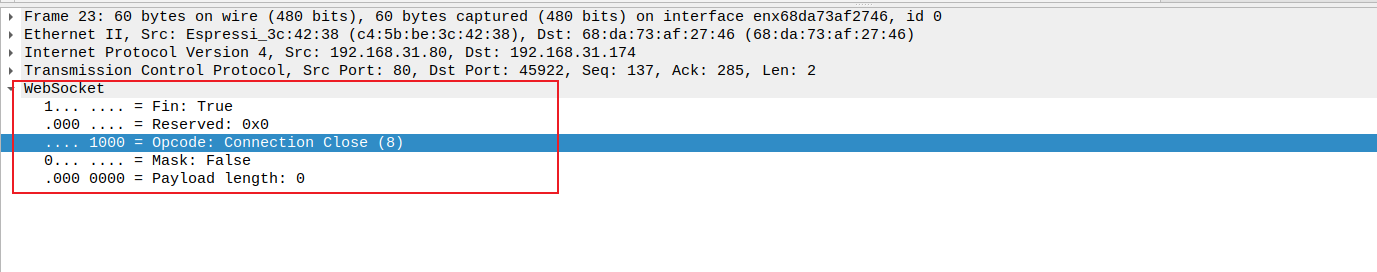 Frame 23: 60 bytes on wire (480 bits), 60 bytes captured (480 bits) on interface enx68da73af2746, id 0
Ethernet II, Src: Espressi_3c:42:38 (c4:5b:be:3c:42:38), Dst: 68:da:73:af:27:46 (68:da:73:af:27:46)
Internet Protocol Version 4, Src: 192.168.31.80, Dst: 192.168.31.174
Transmission Control Protocol, Src Port: 80, Dst Port: 45922, Seq: 137, Ack: 285, Len: 2
WebSocket
1... .... = Fin: True
.000 .... = Reserved: 0x0
.... 1000 = Opcode: Connection Close (8)
0... .... = Mask: False
.000 0000 = Payload length: 0